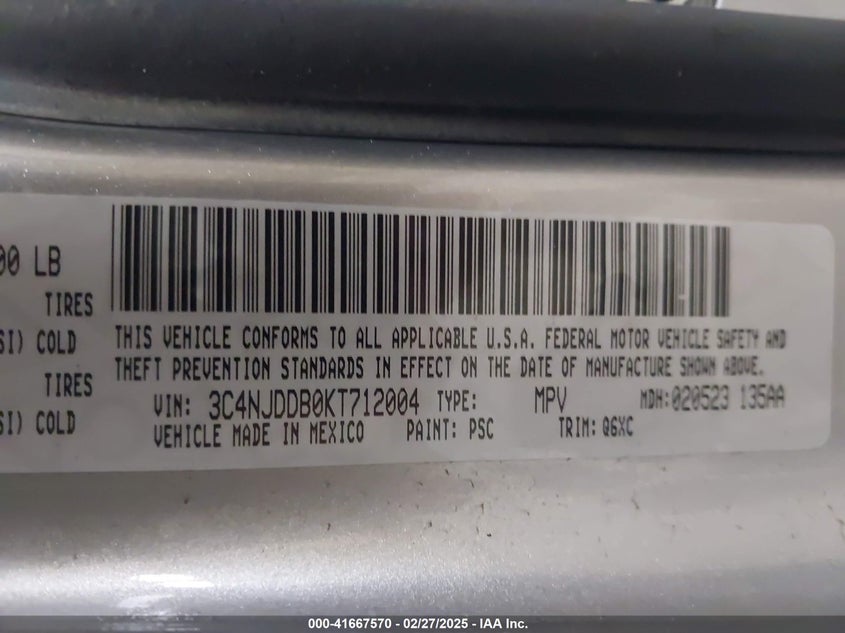 00 LB
TIRES
SI) COLD
TIRES
SI) COLD
THIS VEHICLE CONFORMS TO ALL APPLICABLE U.S.A. FEDERAL MOTOR VEHICLE SAFETY AND
THEFT PREVENTION STANDARDS IN EFFECT ON THE DATE OF MANUFACTURE SHOWN ABOVE.
VIN: 3C4NJDDB0KT712004 TYPE: MPV MDH:020523 135AA
VEHICLE MADE IN MEXICO PAINT: PSC TRIM: Q6XC
000-41667570 - 02/27/2025 - IAA Inc.